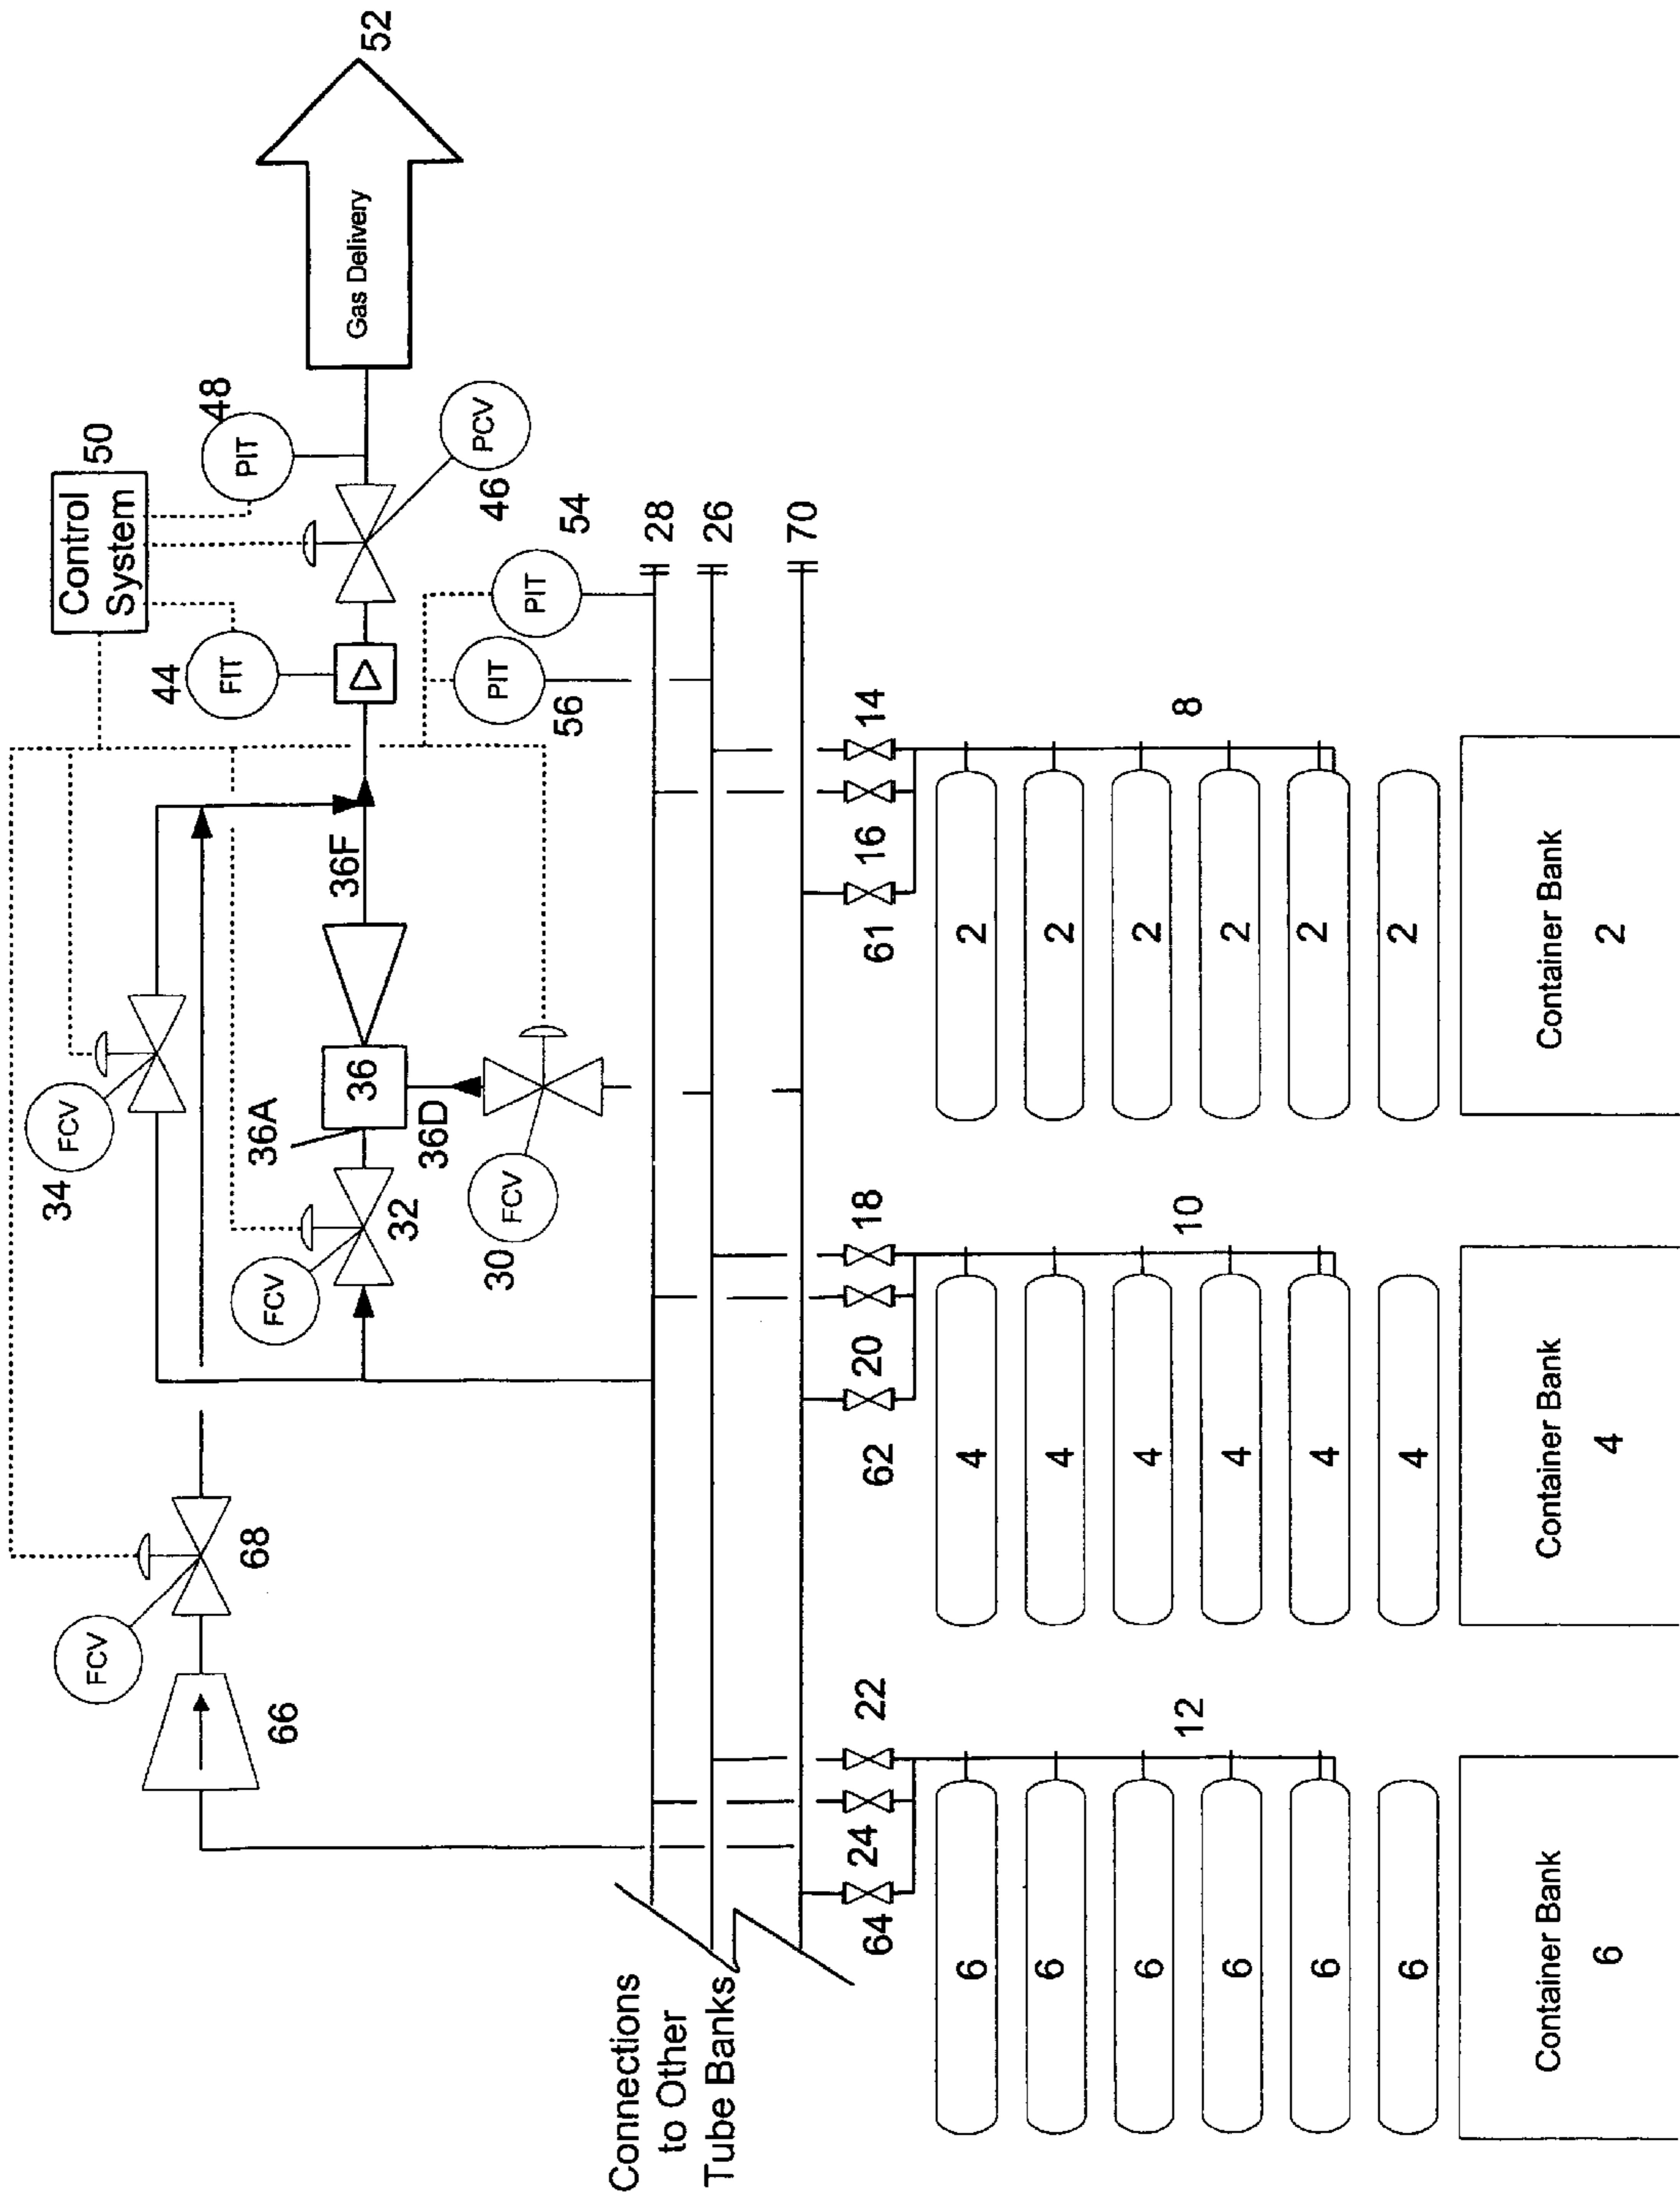 Control
System
50
34
FCV
FCV
68
66
FCV
32
36A
36
36D
36F
FCV
30
44
FIT
PIT
48
PCV
46
Gas Delivery
52
PIT
54
PIT
56
28
26
70
Connections
to Other
Tube Banks
64
24
22
62
20
18
61
16
14
12
10
8
6
4
2
6
4
2
6
4
2
6
4
2
6
4
2
6
4
2
Container Bank
6
Container Bank
4
Container Bank
2